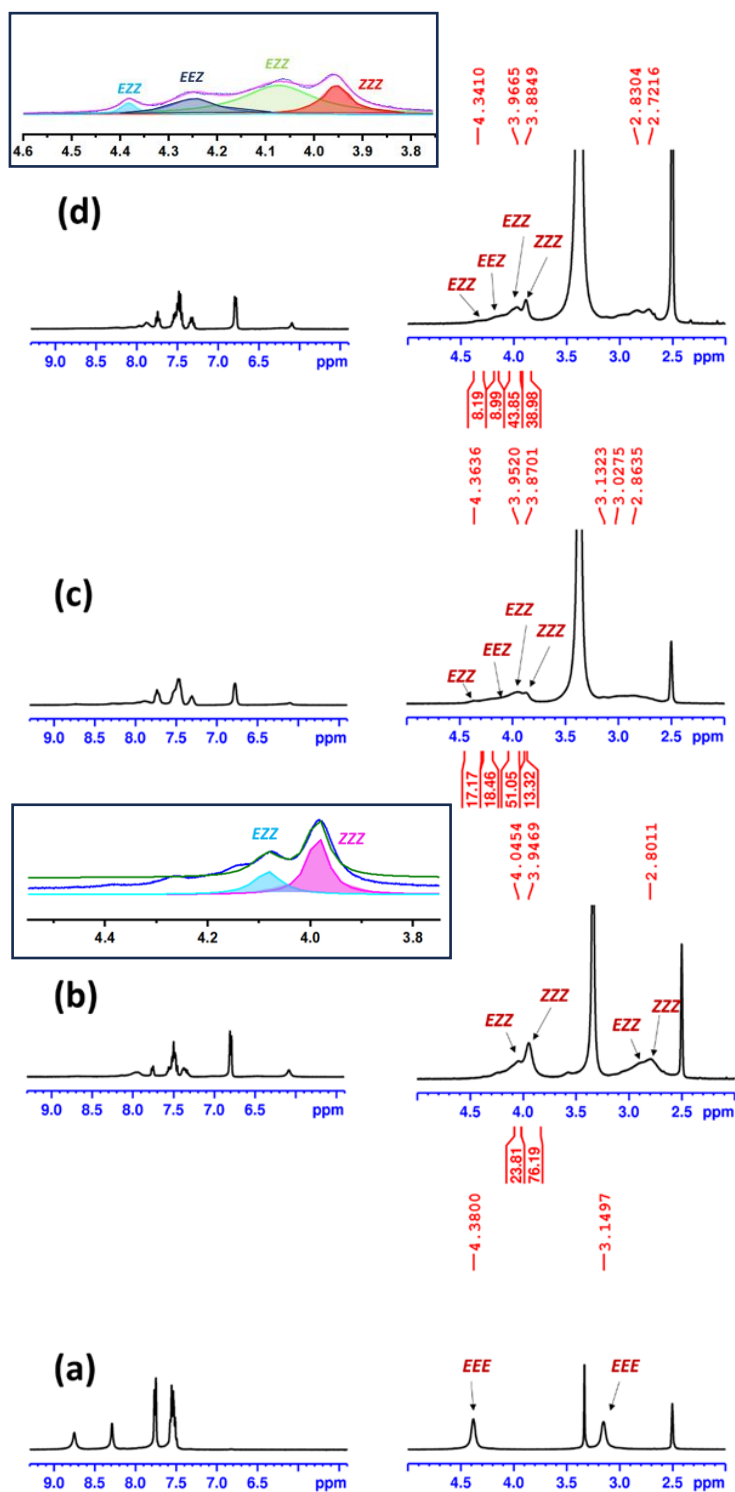 EZZ EEZ EZZ ZZZ
4.6 4.5 4.4 4.3 4.2 4.1 4.0 3.9 3.8
4.3410 3.9665 3.8849 2.8304 2.7216
(d)
EZZ EEZ EZZ ZZZ
9.0 8.5 8.0 7.5 7.0 6.5 ppm
4.5 4.0 3.5 3.0 2.5 ppm
8.19 8.99 43.85 38.98
4.3636 3.9520 3.8701 3.1323 3.0275 2.8635
(c)
EZZ EEZ EZZ ZZZ
9.0 8.5 8.0 7.5 7.0 6.5 ppm
4.5 4.0 3.5 3.0 2.5 ppm
17.17 18.46 51.05 13.32
EZZ ZZZ
4.4 4.2 4.0 3.8
4.0454 3.9469 2.8011
(b)
EZZ ZZZ EZZ ZZZ
9.0 8.5 8.0 7.5 7.0 6.5 ppm
4.5 4.0 3.5 3.0 2.5 ppm
23.81 76.19
4.3800 3.1497
(a)
EEE EEE
9.0 8.5 8.0 7.5 7.0 6.5 ppm
4.5 4.0 3.5 3.0 2.5 ppm